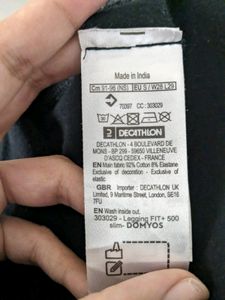 Made in India
Cm 91-96 (NS) EU S / W28 L29
70397 CC: 303029
DECATHLON
DECATHLON - 4 BOULEVARD DE
MONS - BP 299 - 59650 VILLENEUVE
D'ASCQ CEDEX - FRANCE
EN Main fabric 92% Cotton 8% Elastane
Exclusive of decoration - Exclusive of
elastic
GBR Importer : DECATHLON UK
Limited, 9 Maritime Street, London, SE16
7FU
EN Wash inside out.
303029 - Legging FIT+ 500
slim- DOMYOS